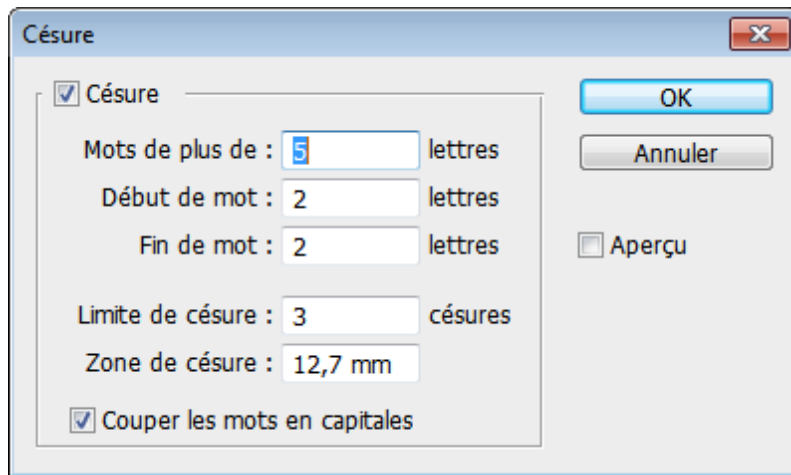 Césure
Césure
OK
Mots de plus de : 5 lettres
Annuler
Début de mot : 2 lettres
Fin de mot : 2 lettres
Aperçu
Limite de césure : 3 césures
Zone de césure : 12,7 mm
Couper les mots en capitales